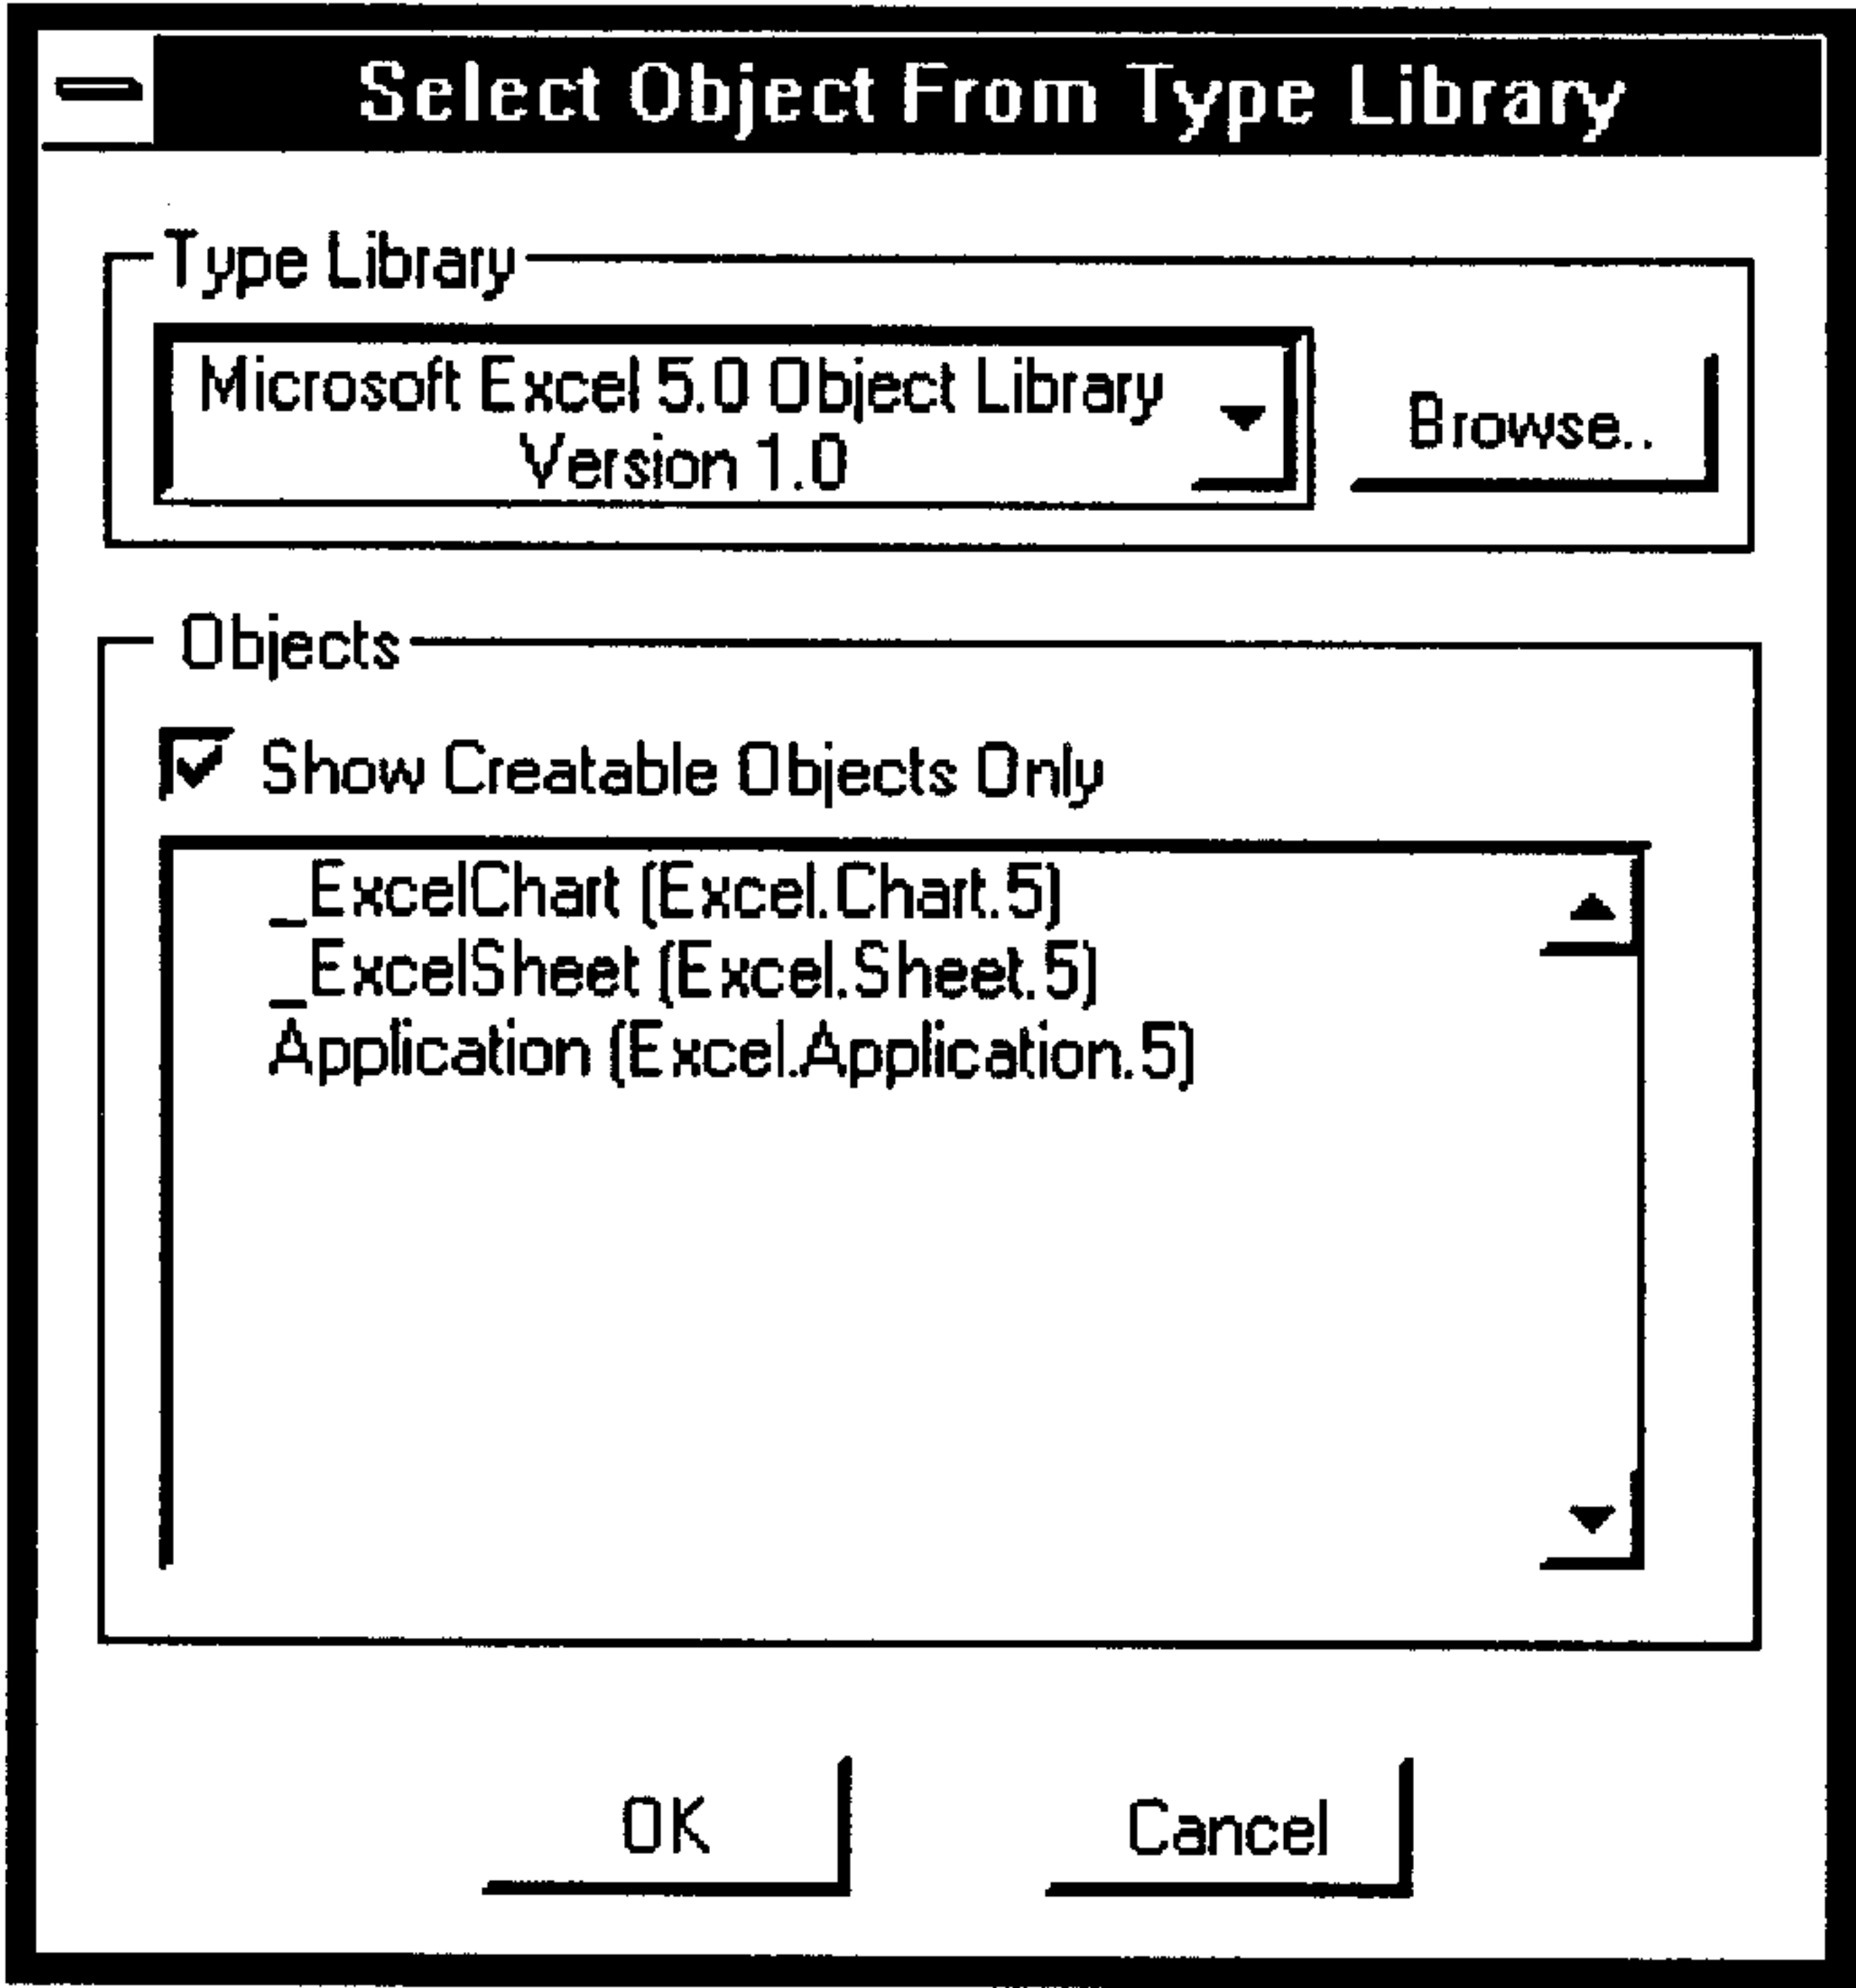 Select Object From Type Library
Type Library
Microsoft Excel 5.0 Object Library
Version 1.0
Browse..
Objects
Show Creatable Objects Only
_ExcelChart (Excel.Chart.5)
_ExcelSheet (Excel.Sheet.5)
Application (Excel.Application.5)
OK
Cancel